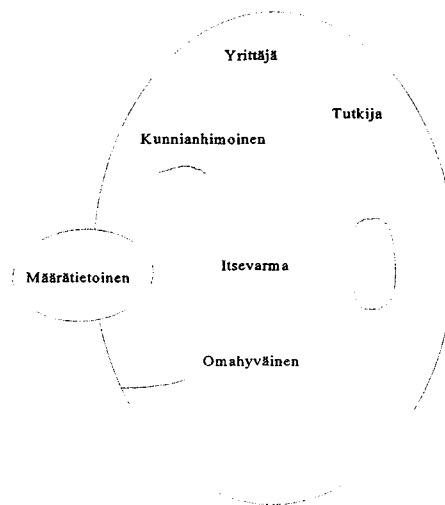 Yrittäjä
Tutkija
Kunnianhimoinen
Määrätietoinen
Itsevarma
Omahyväinen